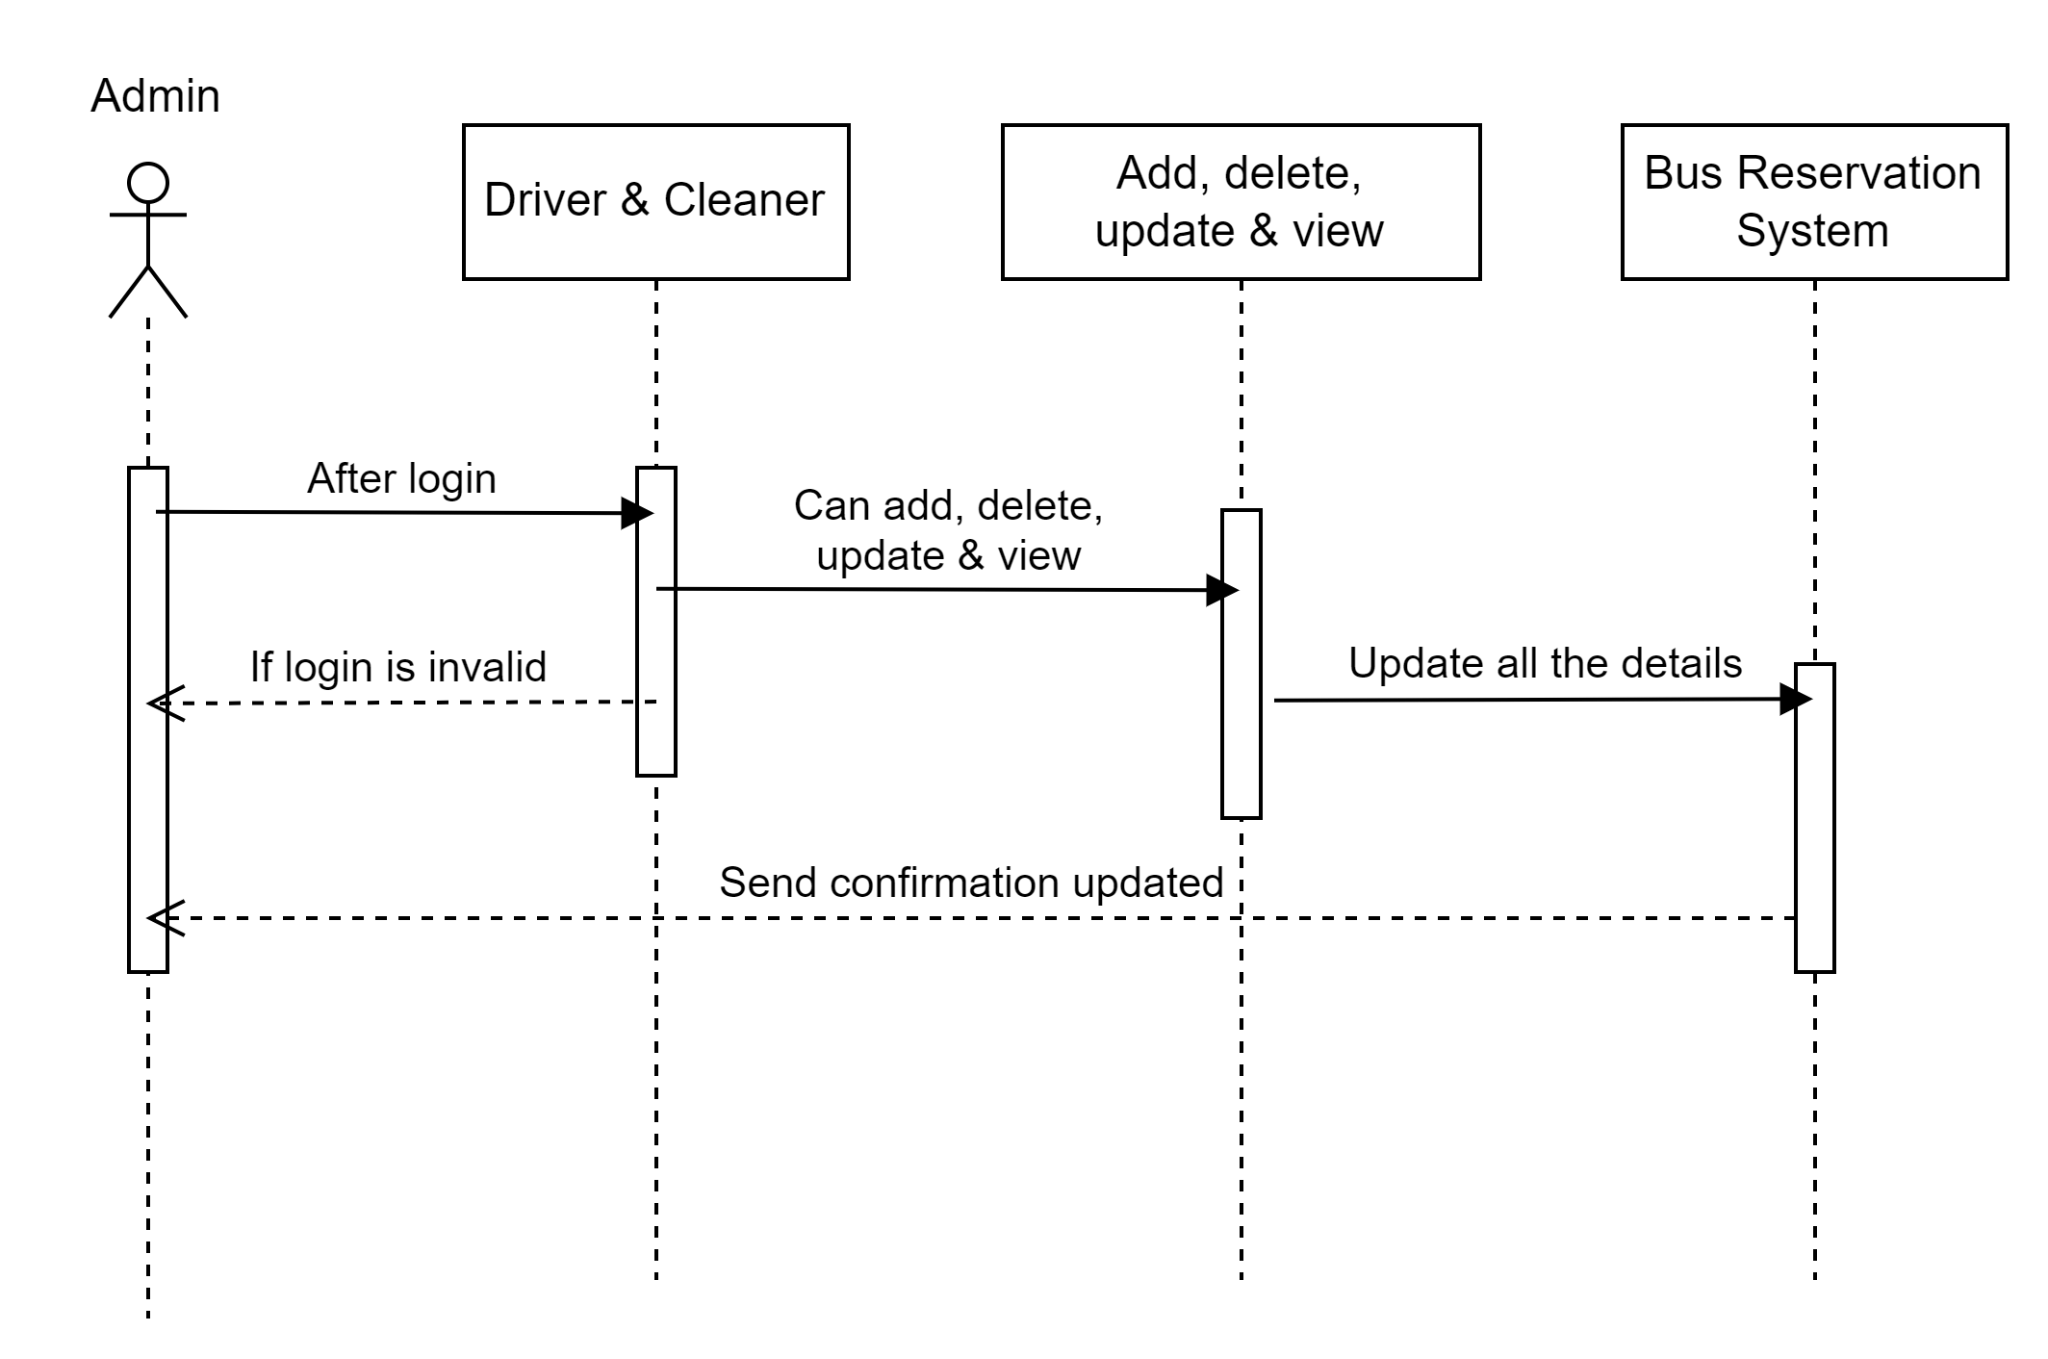 Admin
Driver & Cleaner
Add, delete,
update & view
Bus Reservation
System
After login
Can add, delete,
update & view
If login is invalid
Update all the details
Send confirmation updated